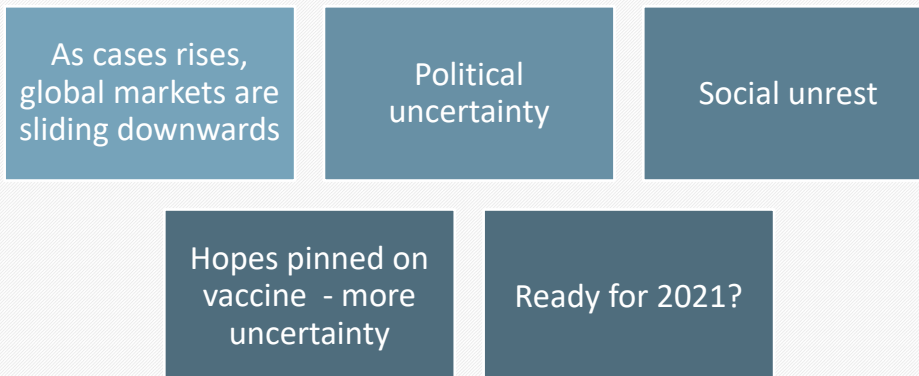 As cases rises,
global markets are
sliding downwards
Political
uncertainty
Social unrest
Hopes pinned on
vaccine - more
uncertainty
Ready for 2021?